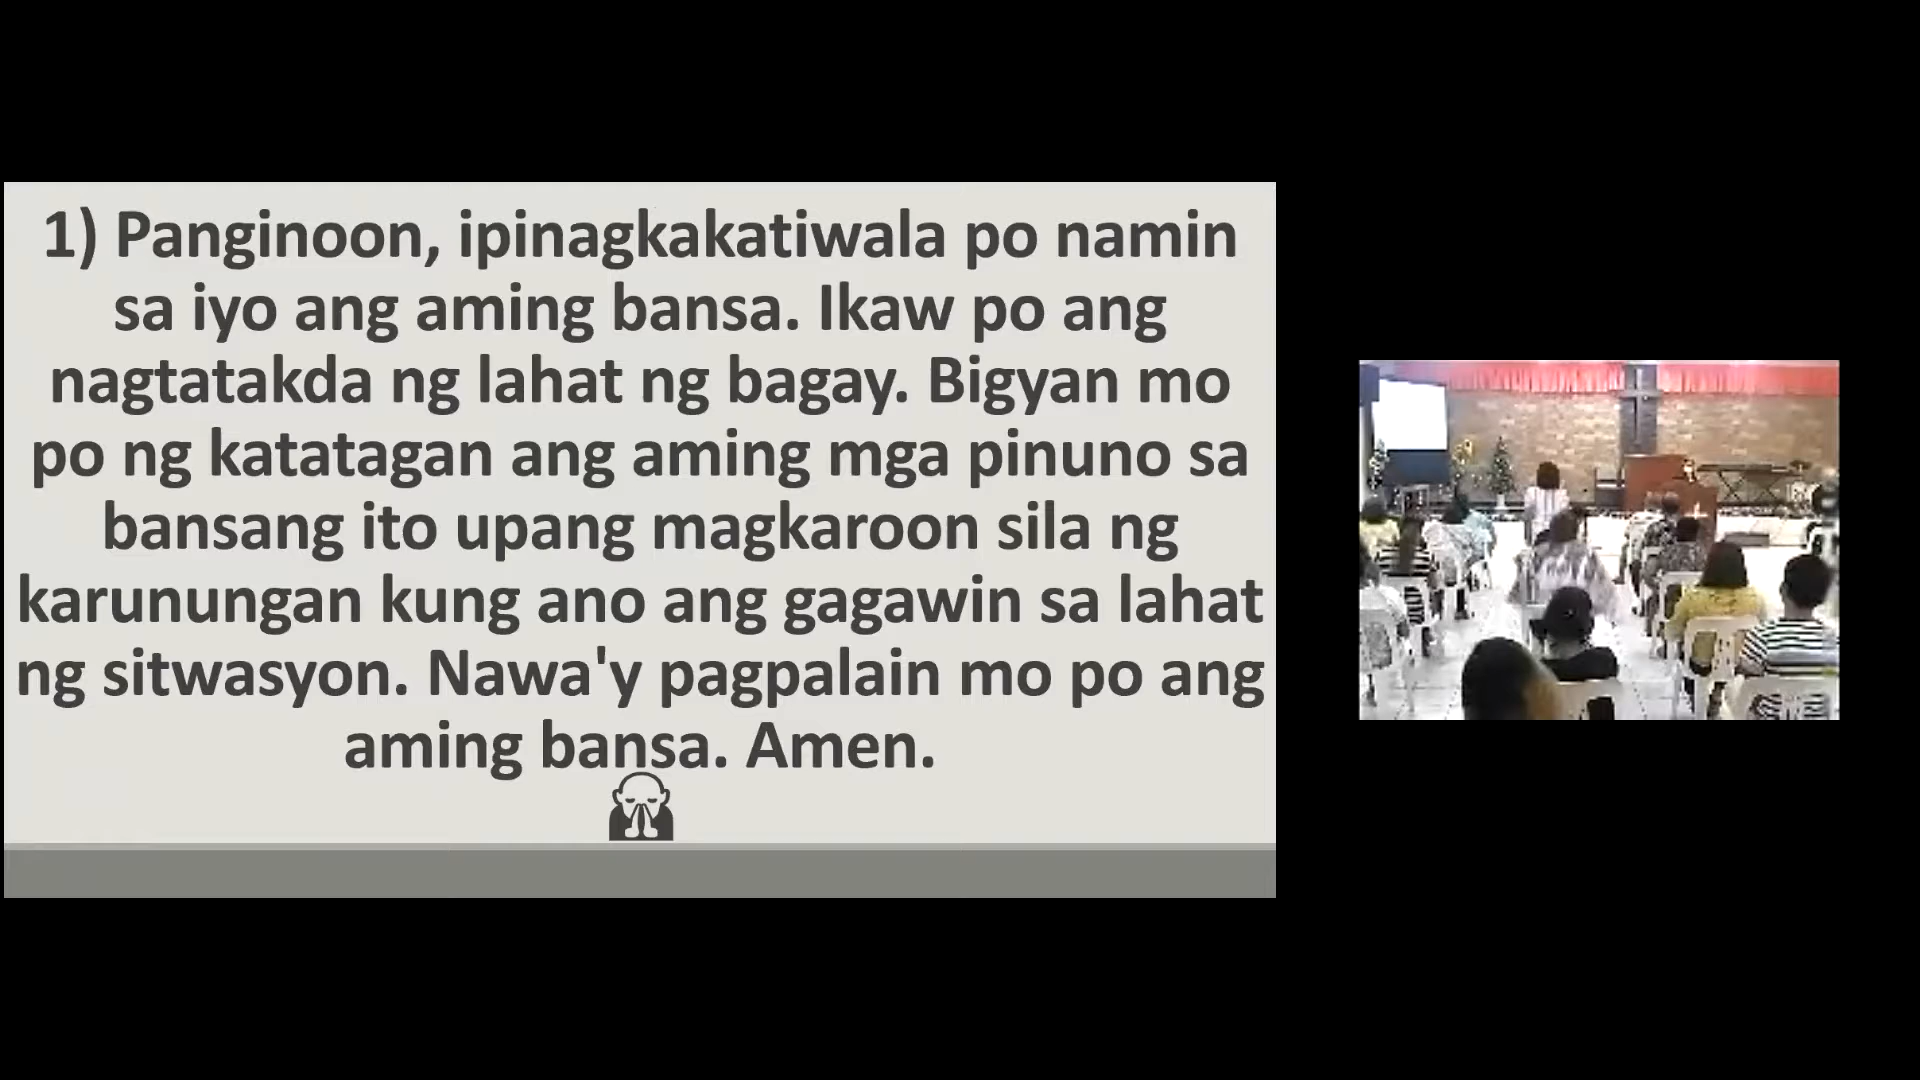 1) Panginoon, ipinagkakatiwala po namin
sa iyo ang aming bansa. Ikaw po ang
nagtatakda ng lahat ng bagay. Bigyan mo
po ng katatagan ang aming mga pinuno sa
bansang ito upang magkaroon sila ng
karunungan kung ano ang gagawin sa lahat
ng sitwasyon. Nawa'y pagpalain mo po ang
aming bansa. Amen.